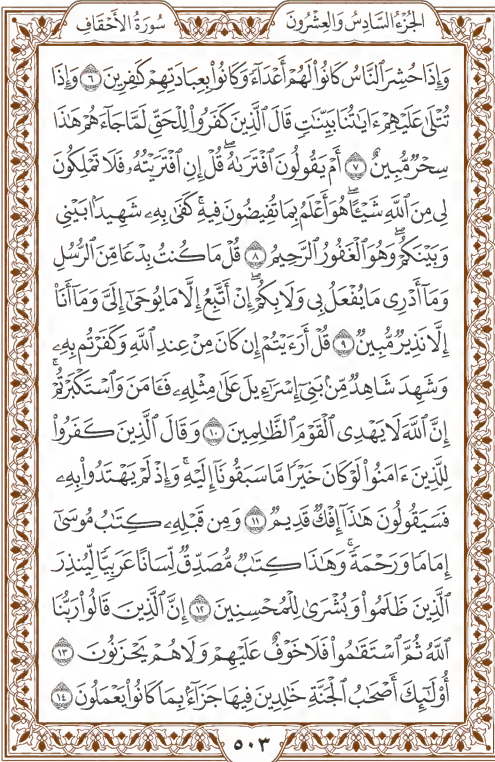 الجُزْءُ السَّادِسُ وَالعِشْرُونَ سُورَةُ الأَحْقَافِ
وَإِذَا حُشِرَ ٱلنَّاسُ كَانُوا۟ لَهُمْ أَعْدَآءً وَكَانُوا۟ بِعِبَادَتِهِمْ كَٰفِرِينَ ٦ وَإِذَا
تُتْلَىٰ عَلَيْهِمْ ءَايَٰتُنَا بَيِّنَٰتٍ قَالَ ٱلَّذِينَ كَفَرُوا۟ لِلْحَقِّ لَمَّا جَآءَهُمْ هَٰذَا
سِحْرٌ مُّبِينٌ ٧ أَمْ يَقُولُونَ ٱفْتَرَىٰهُ ۖ قُلْ إِنِ ٱفْتَرَيْتُهُۥ فَلَا تَمْلِكُونَ
لِى مِنَ ٱللَّهِ شَيْـًٔا ۖ هُوَ أَعْلَمُ بِمَا تُفِيضُونَ فِيهِ ۖ كَفَىٰ بِهِۦ شَهِيدًۢا بَيْنِى
وَبَيْنَكُمْ ۖ وَهُوَ ٱلْغَفُورُ ٱلرَّحِيمُ ٨ قُلْ مَا كُنتُ بِدْعًا مِّنَ ٱلرُّسُلِ
وَمَآ أَدْرِى مَا يُفْعَلُ بِى وَلَا بِكُمْ ۖ إِنْ أَتَّبِعُ إِلَّا مَا يُوحَىٰٓ إِلَىَّ وَمَآ أَنَا۠
إِلَّا نَذِيرٌ مُّبِينٌ ٩ قُلْ أَرَءَيْتُمْ إِن كَانَ مِنْ عِندِ ٱللَّهِ وَكَفَرْتُم بِهِۦ
وَشَهِدَ شَاهِدٌ مِّنۢ بَنِىٓ إِسْرَٰٓءِيلَ عَلَىٰ مِثْلِهِۦ فَـَٔامَنَ وَٱسْتَكْبَرْتُمْ ۖ
إِنَّ ٱللَّهَ لَا يَهْدِى ٱلْقَوْمَ ٱلظَّٰلِمِينَ ١٠ وَقَالَ ٱلَّذِينَ كَفَرُوا۟
لِلَّذِينَ ءَامَنُوا۟ لَوْ كَانَ خَيْرًا مَّا سَبَقُونَآ إِلَيْهِ ۚ وَإِذْ لَمْ يَهْتَدُوا۟ بِهِۦ
فَسَيَقُولُونَ هَٰذَآ إِفْكٌ قَدِيمٌ ١١ وَمِن قَبْلِهِۦ كِتَٰبُ مُوسَىٰٓ
إِمَامًا وَرَحْمَةً ۚ وَهَٰذَا كِتَٰبٌ مُّصَدِّقٌ لِّسَانًا عَرَبِيًّا لِّيُنذِرَ
ٱلَّذِينَ ظَلَمُوا۟ وَبُشْرَىٰ لِلْمُحْسِنِينَ ١٢ إِنَّ ٱلَّذِينَ قَالُوا۟ رَبُّنَا
ٱللَّهُ ثُمَّ ٱسْتَقَٰمُوا۟ فَلَا خَوْفٌ عَلَيْهِمْ وَلَا هُمْ يَحْزَنُونَ ١٣
أُو۟لَٰٓئِكَ أَصْحَٰبُ ٱلْجَنَّةِ خَٰلِدِينَ فِيهَا جَزَآءًۢ بِمَا كَانُوا۟ يَعْمَلُونَ ١٤
٥٠٣